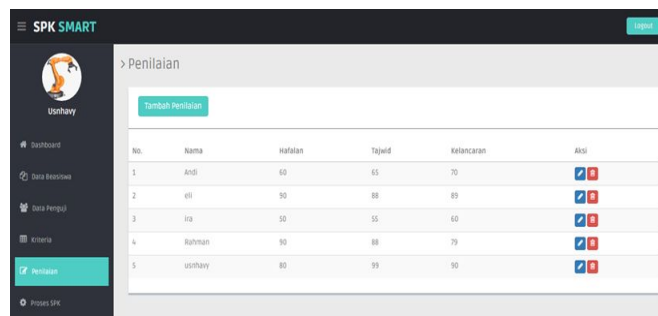 SPK SMART
Logout
Usnhavy
Dashboard
Data Beasiswa
Data Penguji
Kriteria
Penilaian
Proses SPK
> Penilaian
Tambah Penilaian
No. Nama Hafalan Tajwid Kelancaran Aksi
1 Andi 60 65 70
2 eli 90 88 89
3 ira 50 55 60
4 Rahman 90 88 79
5 usnhavy 80 99 90